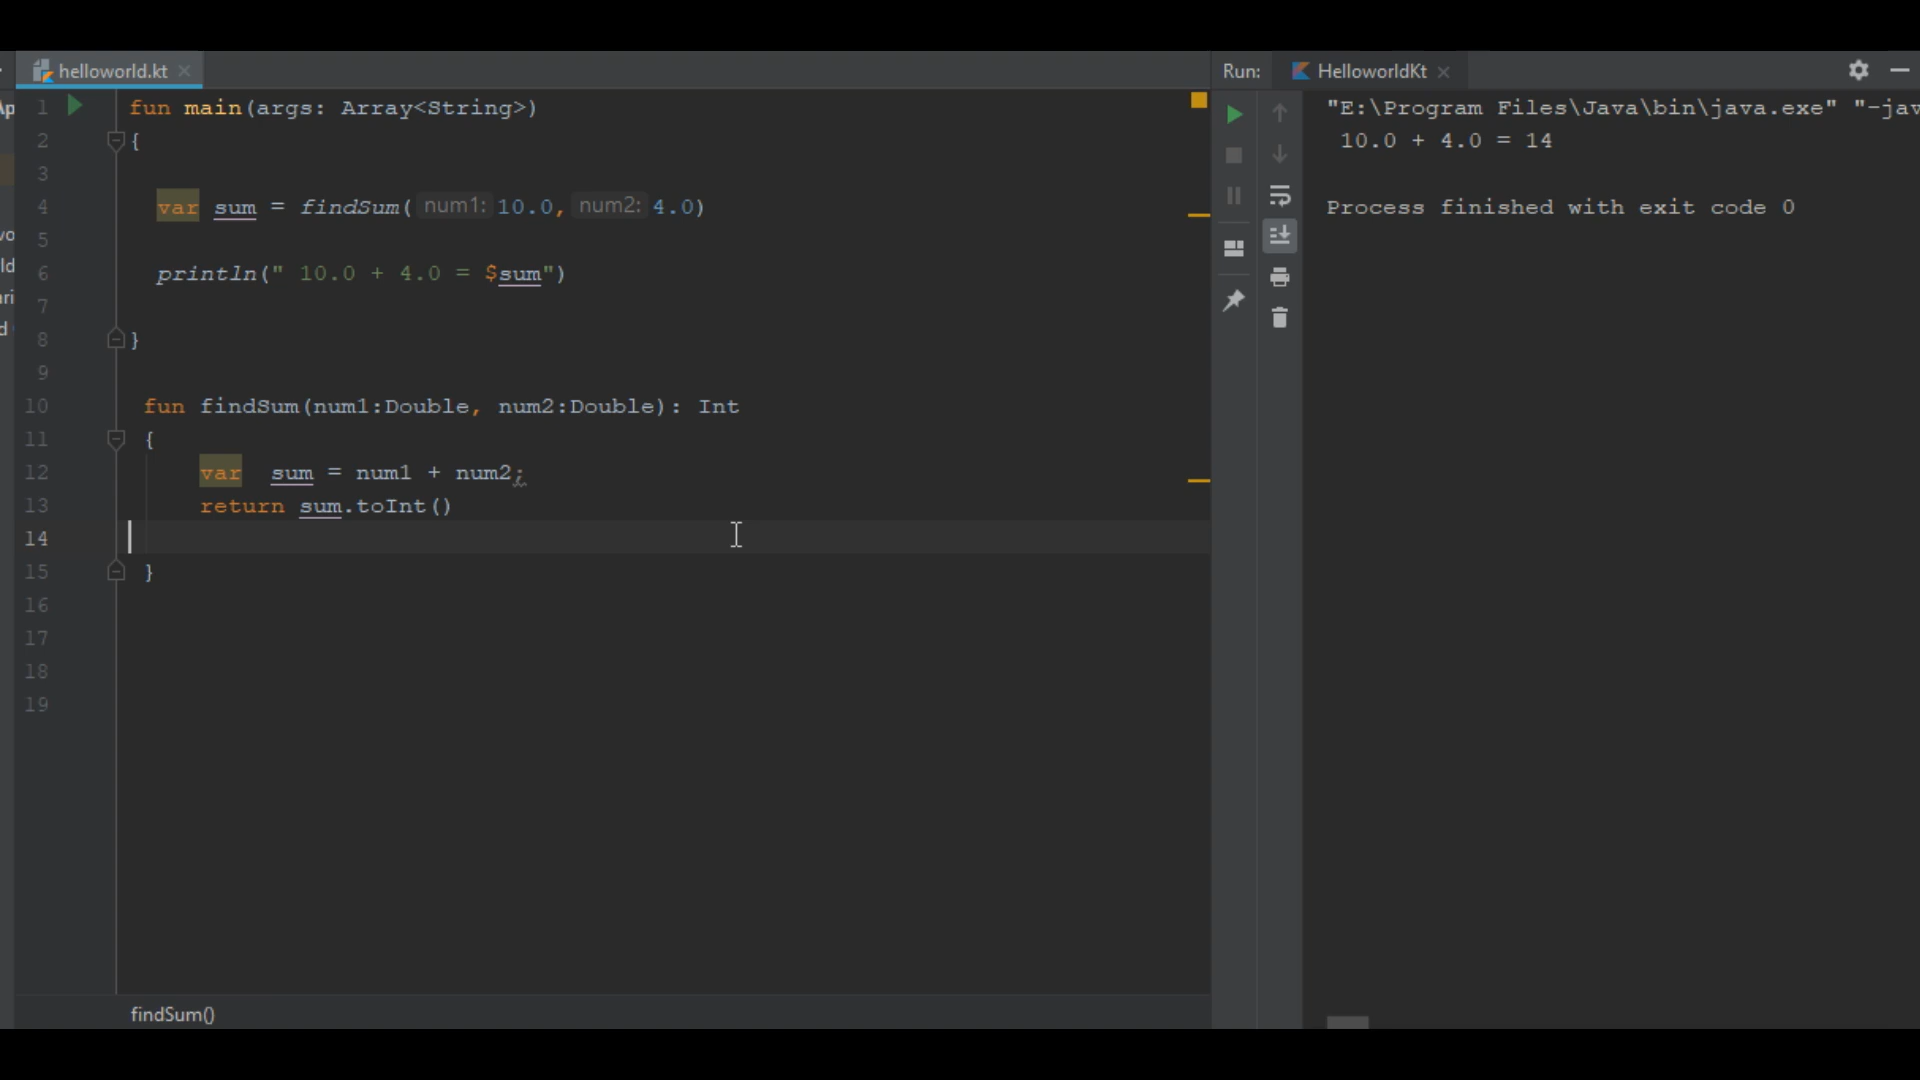 helloworld.kt
Run: HelloworldKt
1 fun main(args: Array<String>)
2 {
3
4 var sum = findSum( num1: 10.0, num2: 4.0)
5
6 println(" 10.0 + 4.0 = $sum")
7
8 }
9
10 fun findSum(num1:Double, num2:Double): Int
11 {
12 var sum = num1 + num2;
13 return sum.toInt()
14
15 }
16
17
18
19
findSum()
"E:\Program Files\Java\bin\java.exe" "-jav
10.0 + 4.0 = 14
Process finished with exit code 0